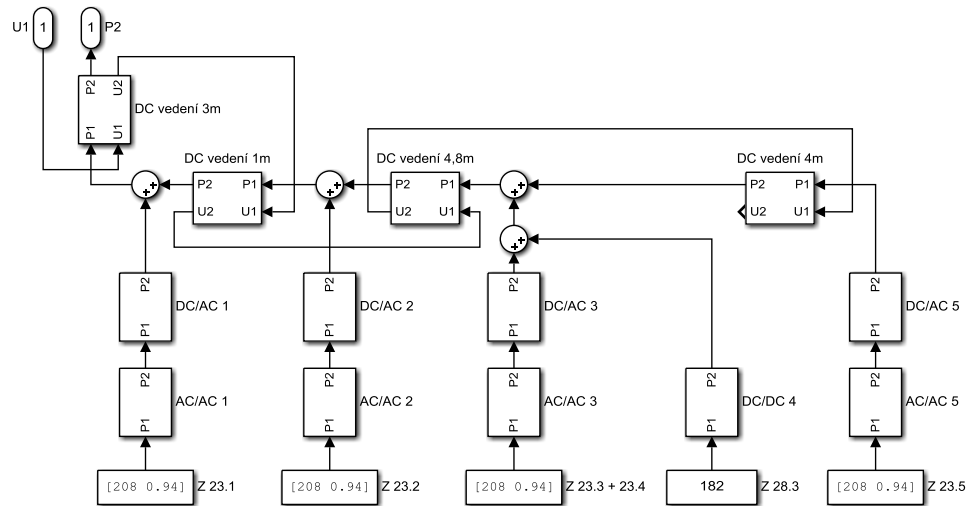 U1 1 1 P2
P2 U2
DC vedení 3m
P1 U1
DC vedení 1m DC vedení 4,8m DC vedení 4m
P2 P1 P2 P1 P2 P1
U2 U1 U2 U1 U2 U1
P2 P2 P2 P2
DC/AC 1 DC/AC 2 DC/AC 3 DC/AC 5
P1 P1 P1 P1
P2 P2 P2 P2 P2
AC/AC 1 AC/AC 2 AC/AC 3 DC/DC 4 AC/AC 5
P1 P1 P1 P1 P1
[208 0.94] Z 23.1 [208 0.94] Z 23.2 [208 0.94] Z 23.3 + 23.4 182 Z 28.3 [208 0.94] Z 23.5